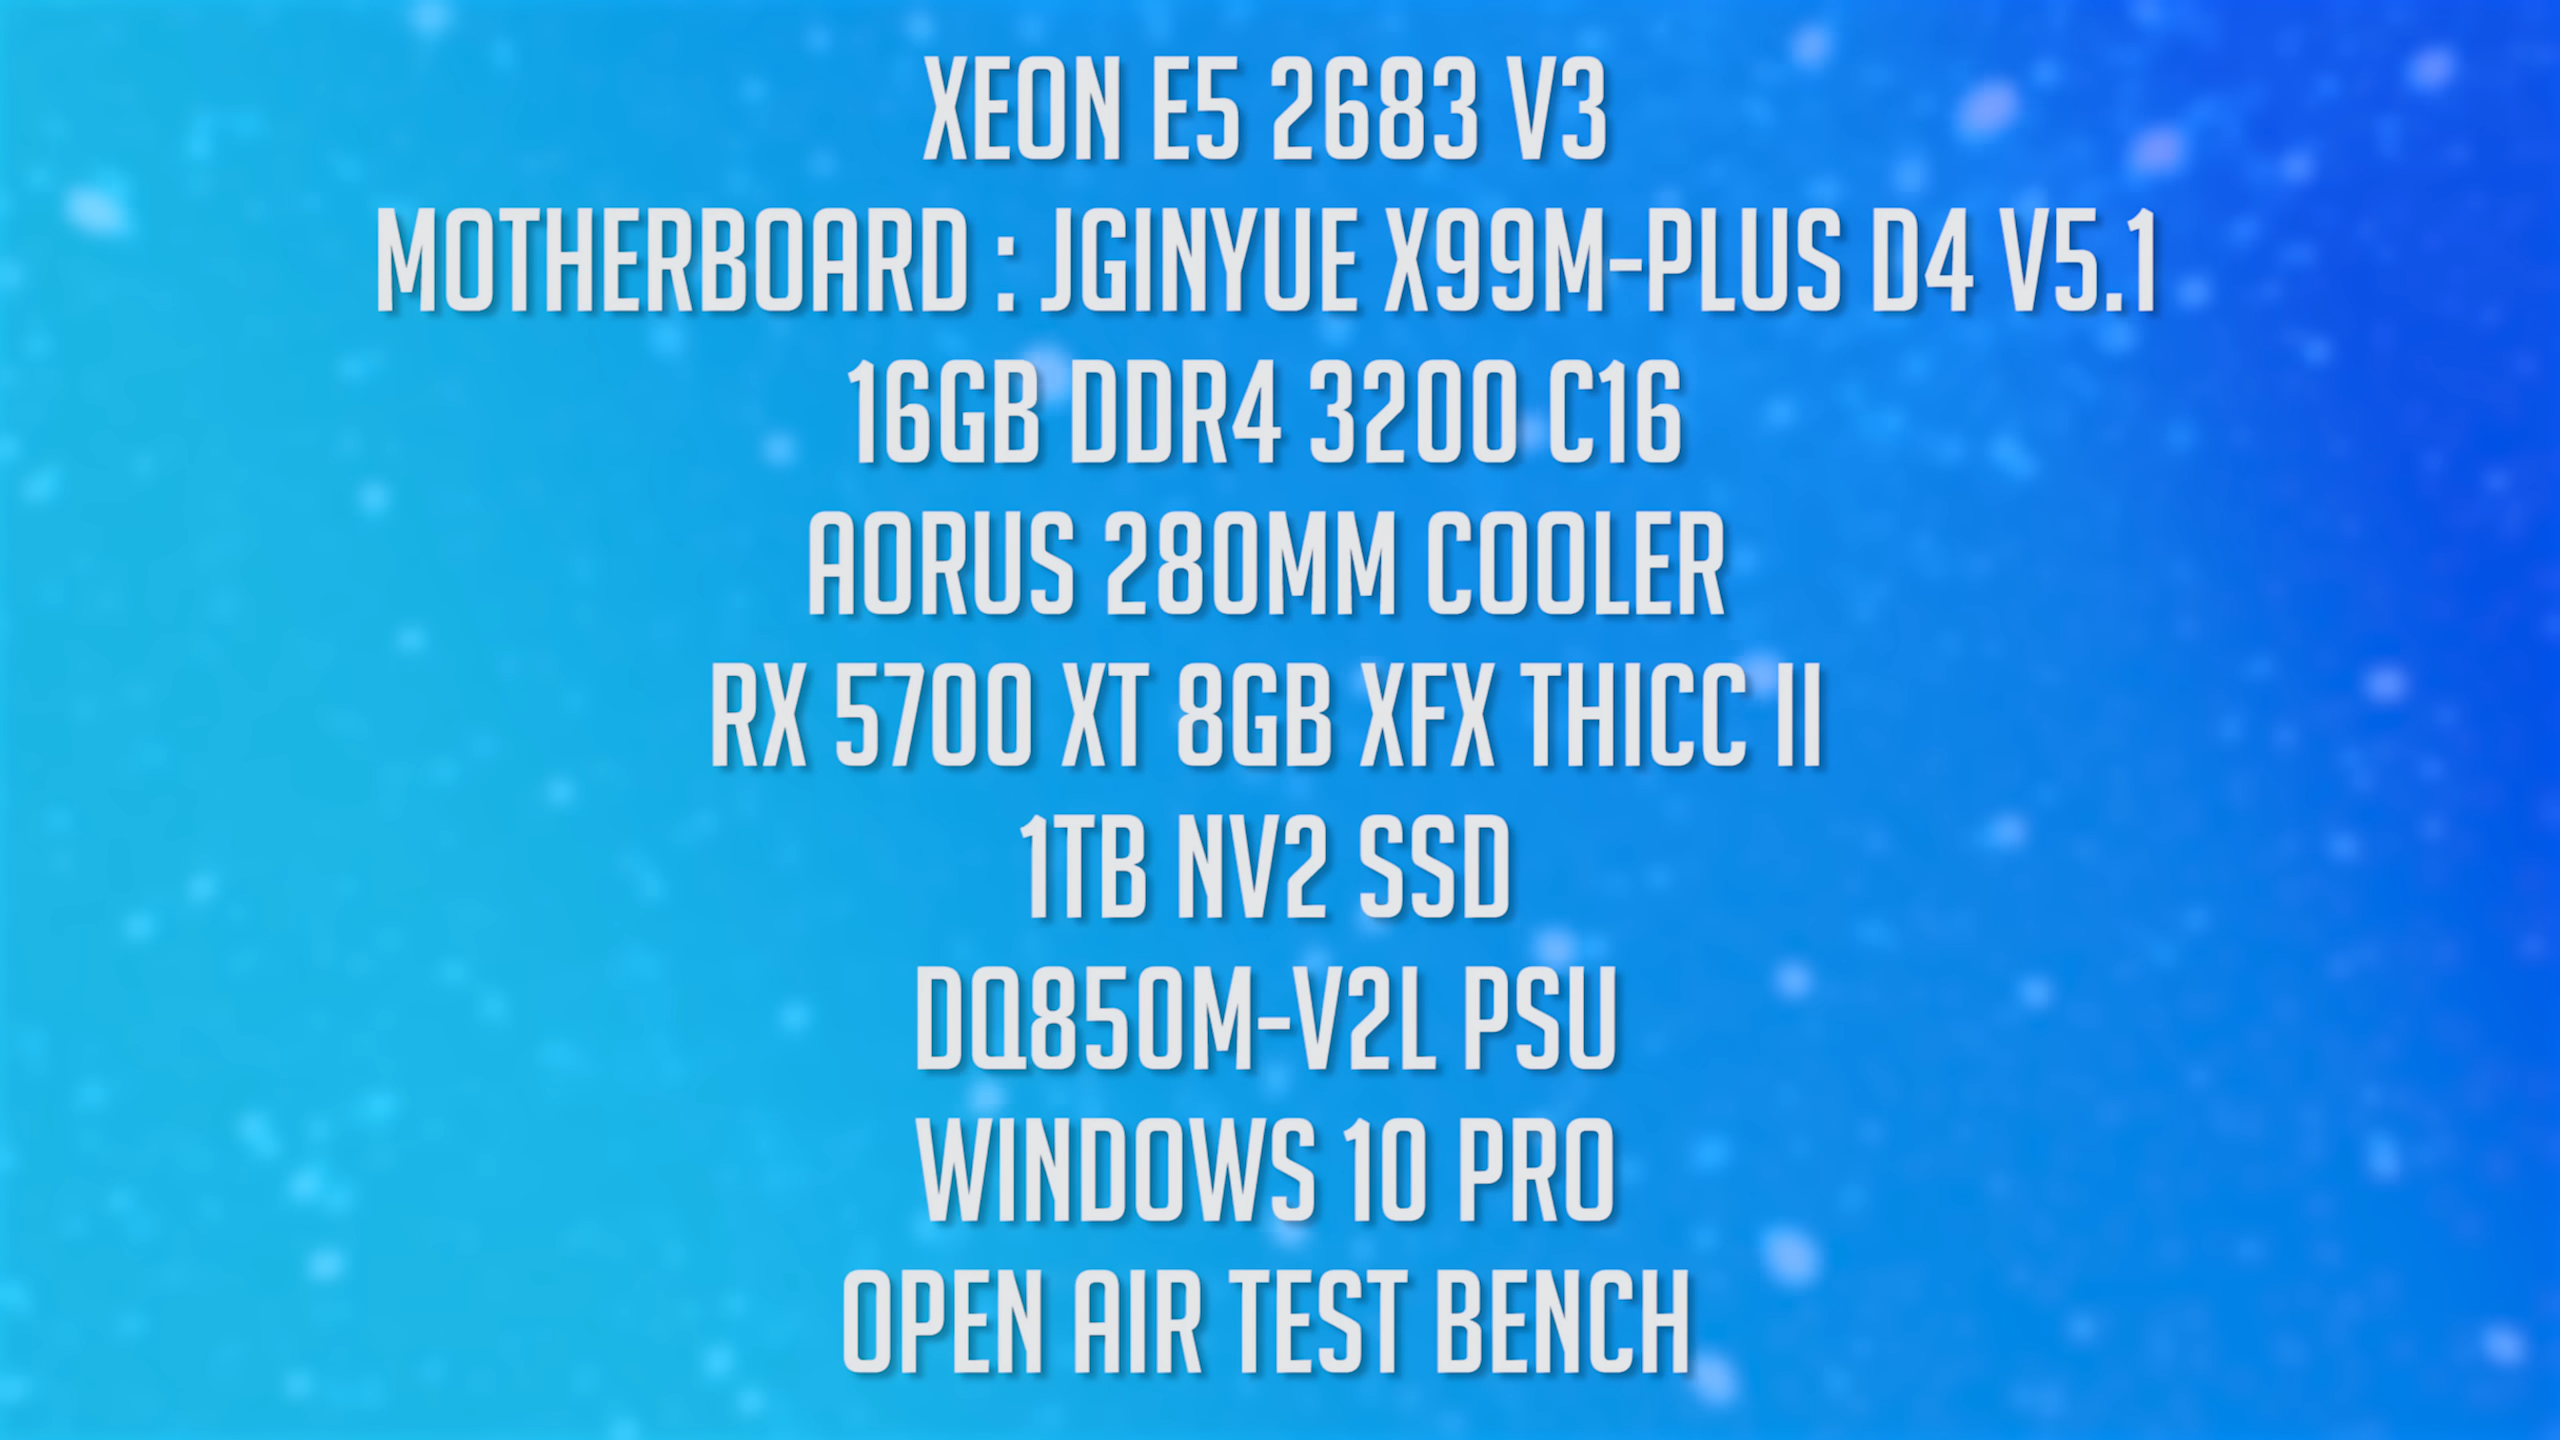 XEON E5 2683 V3
MOTHERBOARD : JGINYUE X99M-PLUS D4 V5.1
16GB DDR4 3200 C16
AORUS 280MM COOLER
RX 5700 XT 8GB XFX THICC II
1TB NV2 SSD
DQ850M-V2L PSU
WINDOWS 10 PRO
OPEN AIR TEST BENCH